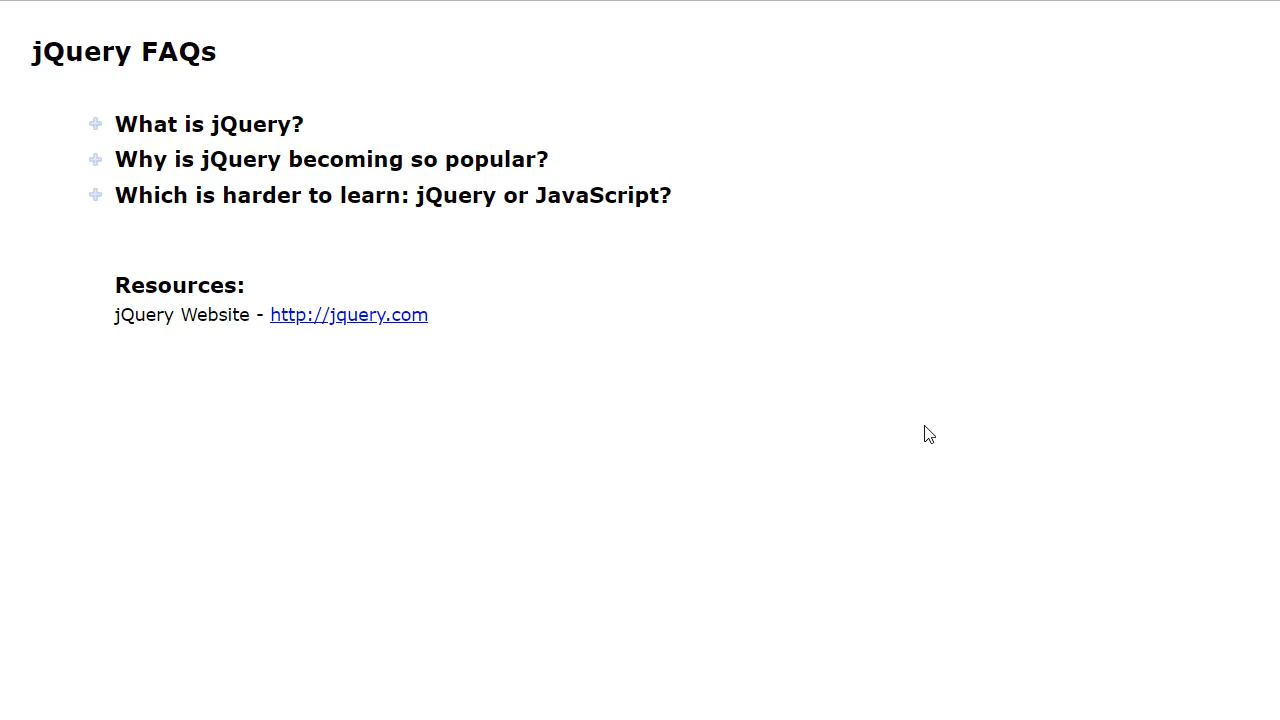 jQuery FAQs
What is jQuery?
Why is jQuery becoming so popular?
Which is harder to learn: jQuery or JavaScript?
Resources:
jQuery Website - http://jquery.com